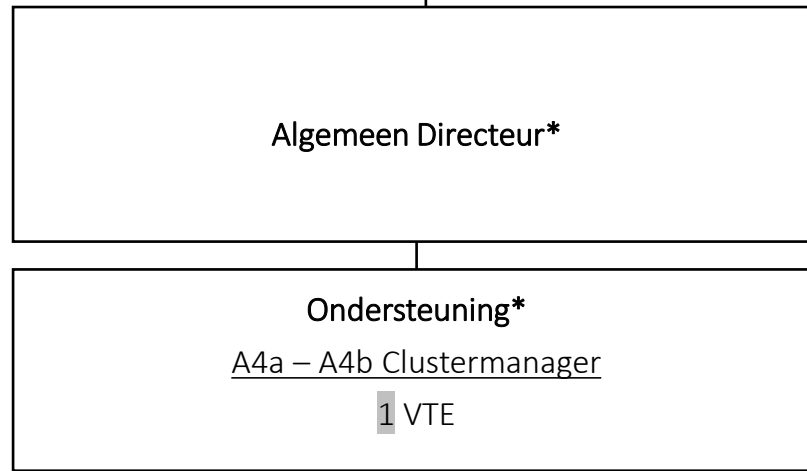 Algemeen Directeur*
Ondersteuning*
A4a – A4b Clustermanager
1 VTE